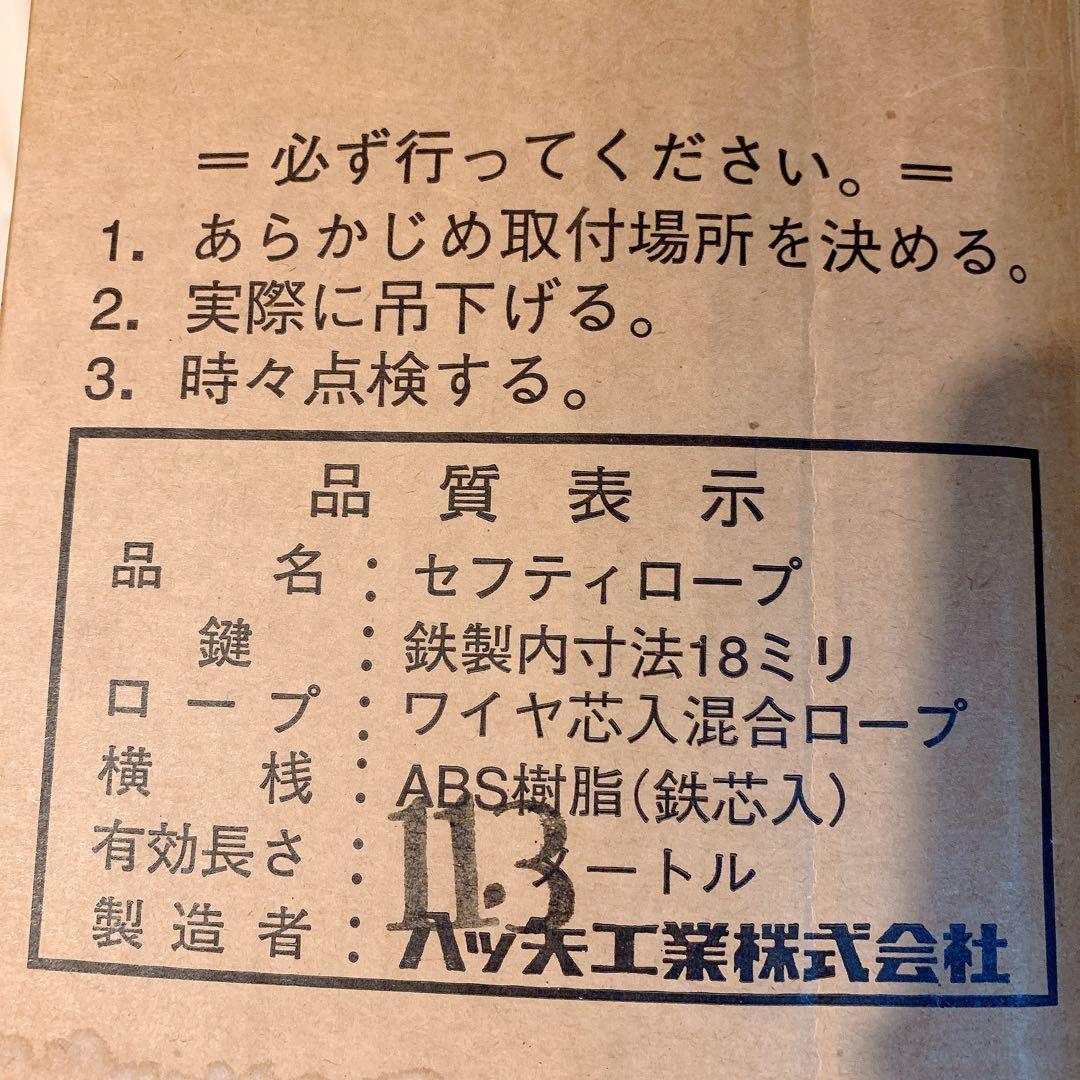 ＝必ず行ってください。＝
1. あらかじめ取付場所を決める。
2. 実際に吊下げる。
3. 時々点検する。
品質表示
品名：セフティロープ
鍵：鉄製内寸法18ミリ
ロープ：ワイヤ芯入混合ロープ
横桟：ABS樹脂(鉄芯入)
有効長さ：11.3メートル
製造者：八ッ矢工業株式会社